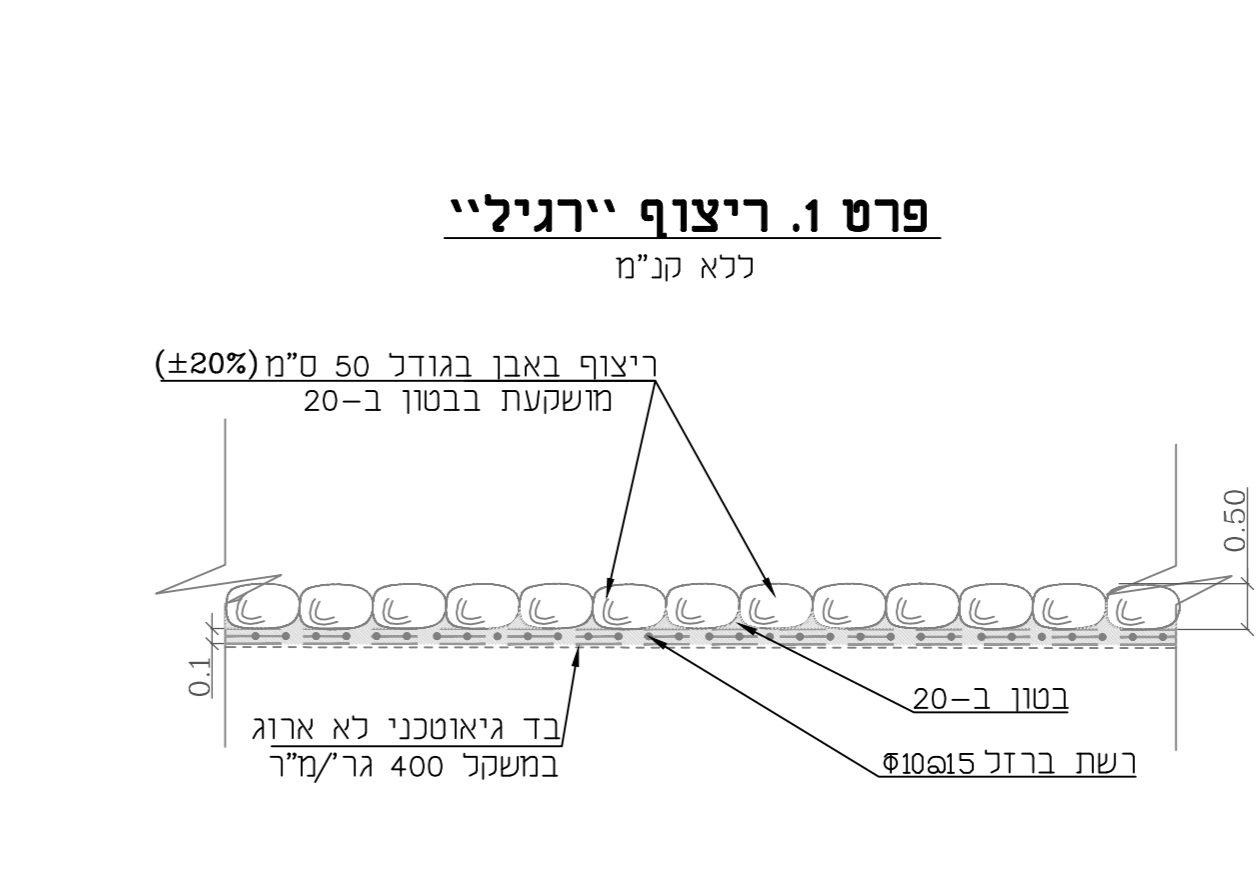 פרט 1. ריצוף "רגיל"
ללא קנ"מ
ריצוף באבן בגודל 50 ס"מ (±20%)
מושקעת בבטון ב-20
0.50
0.1
בטון ב-20
בד גיאוטכני לא ארוג
במשקל 400 גר'/מ"ר
רשת ברזל Φ10@15